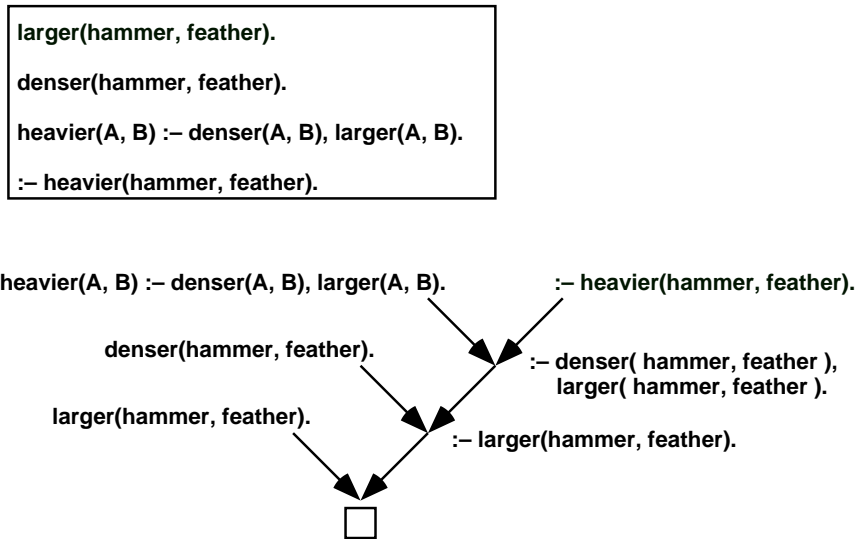 larger(hammer, feather).
denser(hammer, feather).
heavier(A, B) :– denser(A, B), larger(A, B).
:– heavier(hammer, feather).
heavier(A, B) :– denser(A, B), larger(A, B).
:– heavier(hammer, feather).
denser(hammer, feather).
:– denser( hammer, feather ),
larger( hammer, feather ).
larger(hammer, feather).
:– larger(hammer, feather).